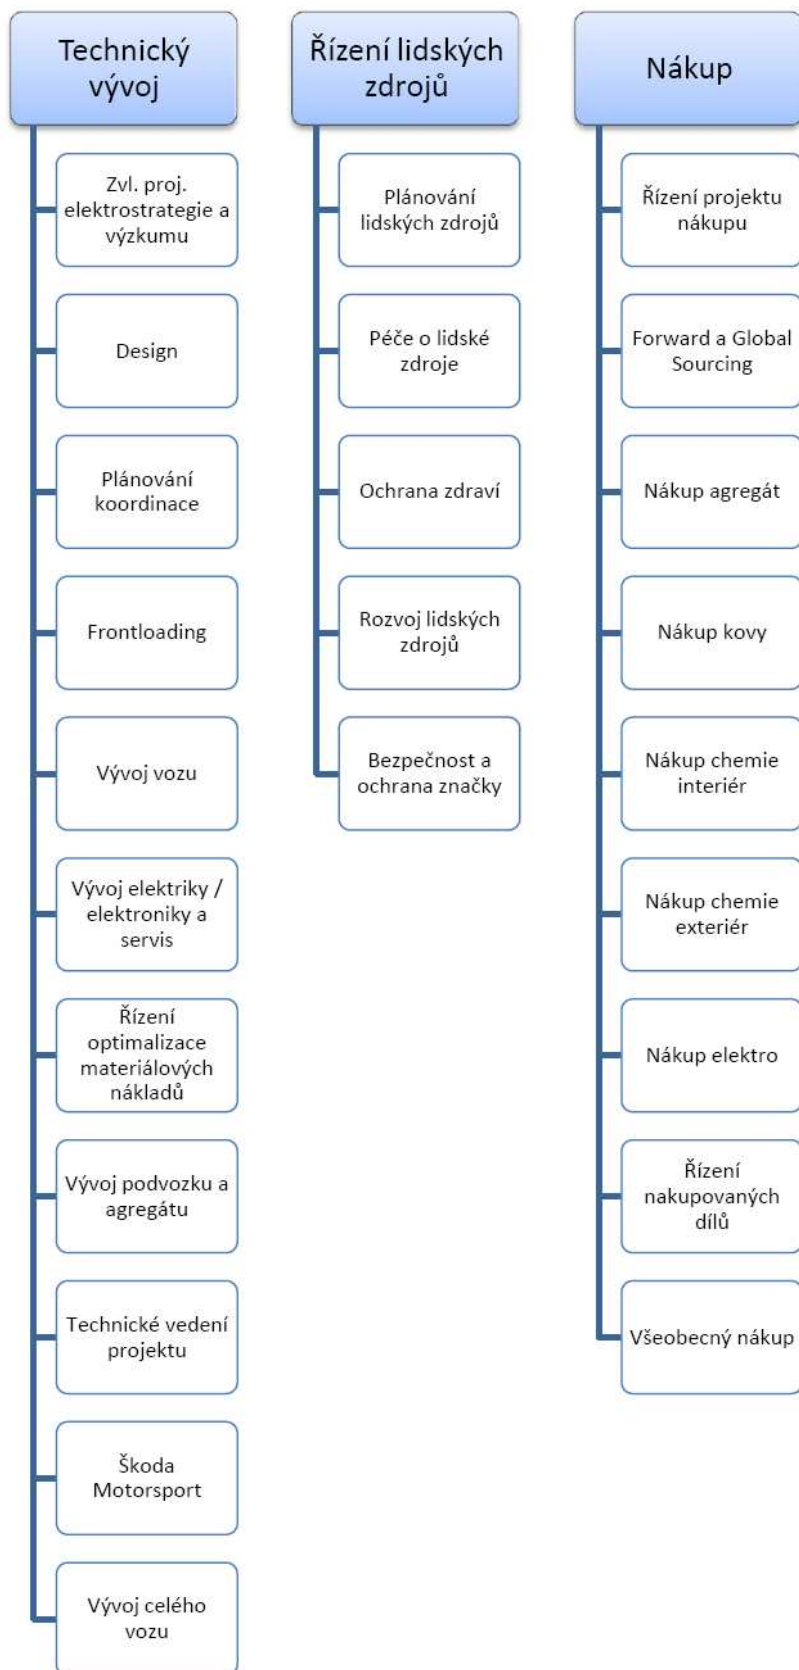 Technický
vývoj
Zvl. proj.
elektrostrategie a
výzkumu
Design
Plánování
koordinace
Frontloading
Vývoj vozu
Vývoj elektriky /
elektroniky a
servis
Řízení
optimalizace
materiálových
nákladů
Vývoj podvozku a
agregátu
Technické vedení
projektu
Škoda
Motorsport
Vývoj celého
vozu
Řízení lidských
zdrojů
Plánování
lidských zdrojů
Péče o lidské
zdroje
Ochrana zdraví
Rozvoj lidských
zdrojů
Bezpečnost a
ochrana značky
Nákup
Řízení projektu
nákupu
Forward a Global
Sourcing
Nákup agregát
Nákup kovy
Nákup chemie
interiér
Nákup chemie
exteriér
Nákup elektro
Řízení
nakupovaných
dílů
Všeobecný nákup